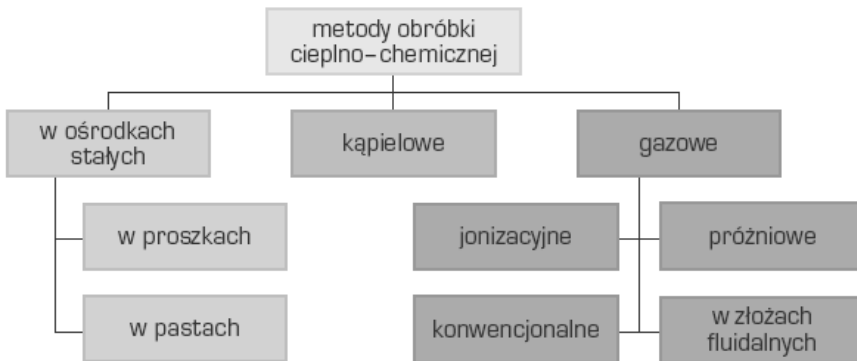 metody obróbki
cieplno-chemicznej
w ośrodkach
stałych
kąpielowe
gazowe
w proszkach
jonizacyjne
próżniowe
w pastach
konwencjonalne
w złożach
fluidalnych